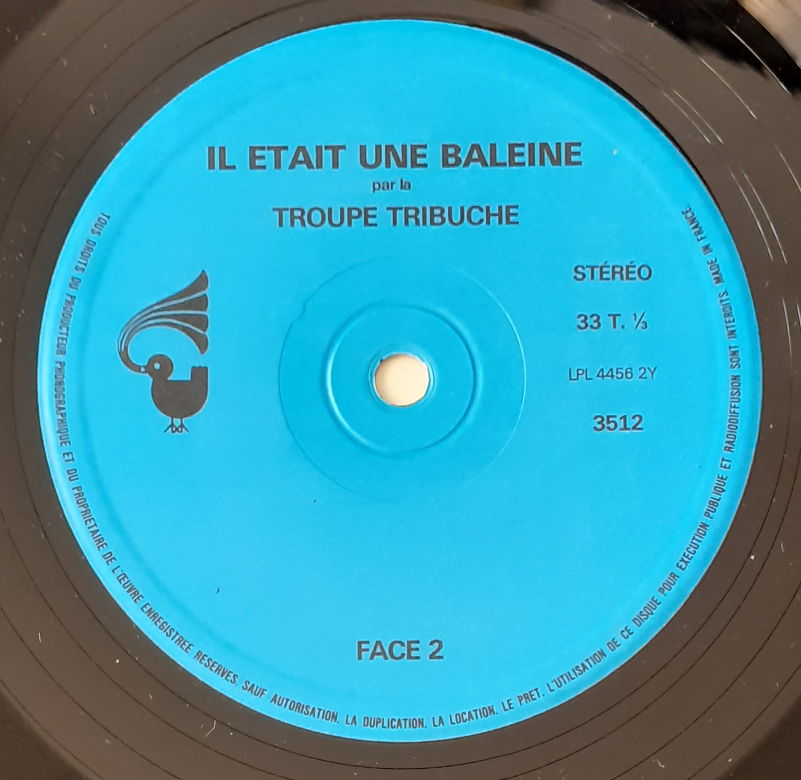 IL ETAIT UNE BALEINE
par la
TROUPE TRIBUCHE
STÉRÉO
33 T. ⅓
LPL 4456 2Y
3512
FACE 2
TOUS DROITS DU PRODUCTEUR PHONOGRAPHIQUE ET DU PROPRIETAIRE DE L'ŒUVRE ENREGISTREE RESERVES. SAUF AUTORISATION, LA DUPLICATION, LA LOCATION, LE PRET, L'UTILISATION DE CE DISQUE POUR EXECUTION PUBLIQUE ET RADIODIFFUSION SONT INTERDITS. MADE IN FRANCE.